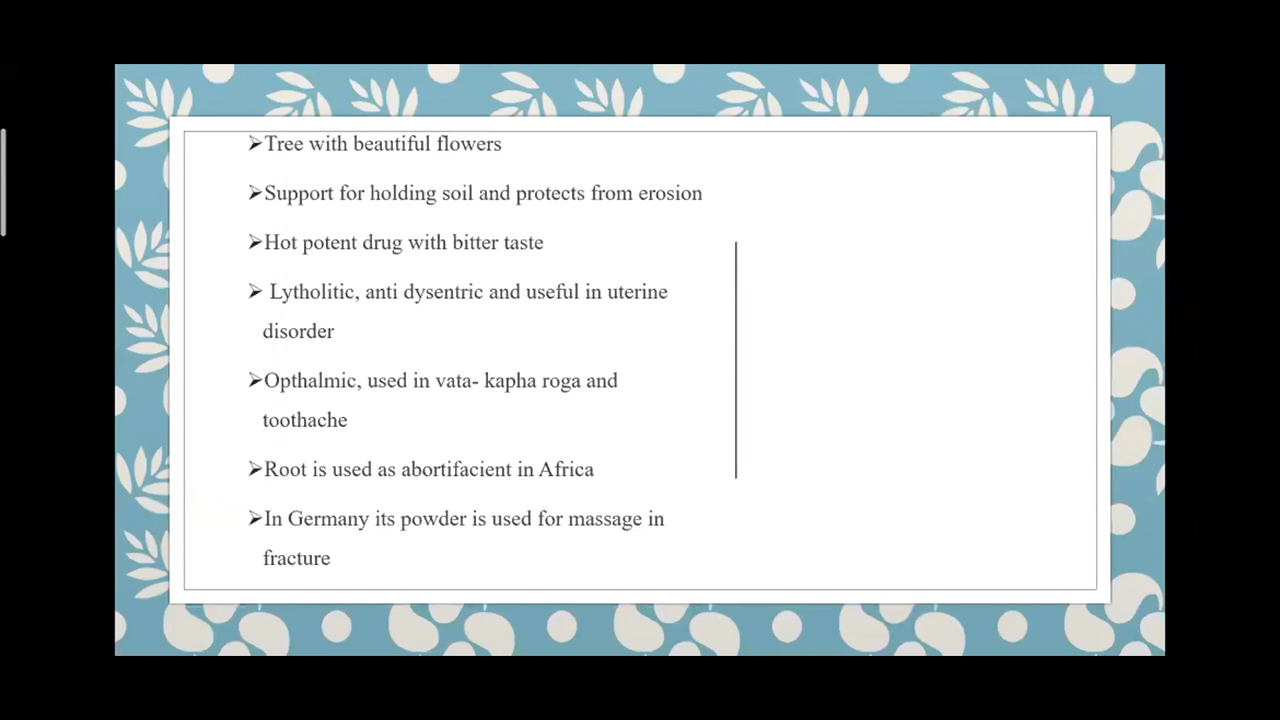 ➢Tree with beautiful flowers
➢Support for holding soil and protects from erosion
➢Hot potent drug with bitter taste
➢ Lytholitic, anti dysentric and useful in uterine
disorder
➢Opthalmic, used in vata- kapha roga and
toothache
➢Root is used as abortifacient in Africa
➢In Germany its powder is used for massage in
fracture